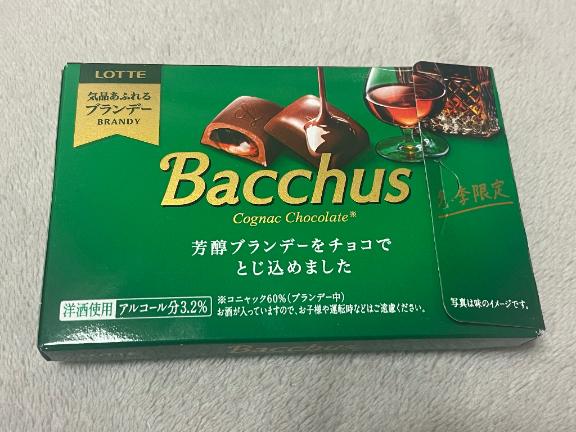 LOTTE
気品あふれる
ブランデー
BRANDY
Bacchus
Cognac Chocolate※
季限定
芳醇ブランデーをチョコで
とじ込めました
洋酒使用 アルコール分3.2%
※コニャック60%(ブランデー中)
お酒が入っていますので、お子様や運転時などはご遠慮ください。
写真は味のイメージです。